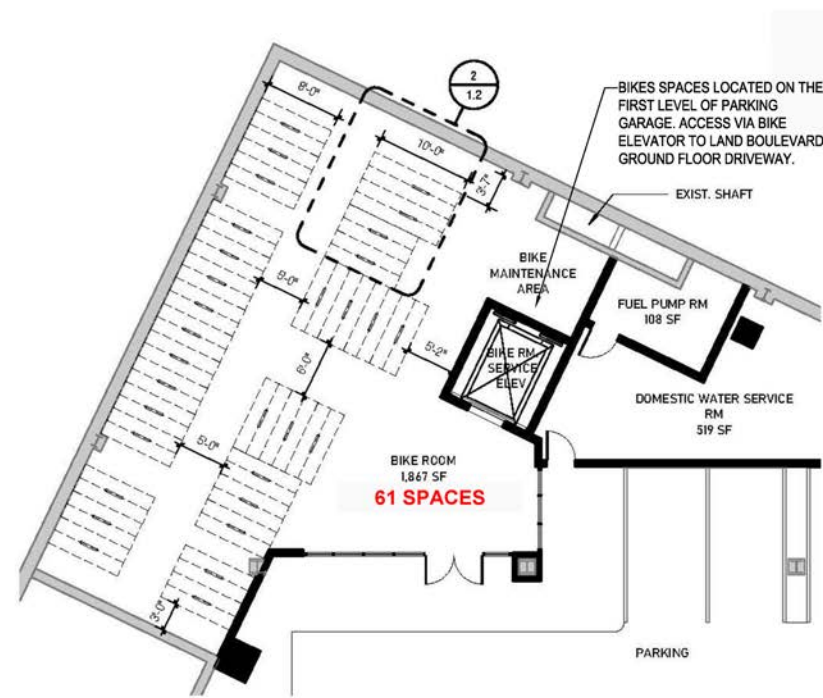 2
1.2
BIKES SPACES LOCATED ON THE
FIRST LEVEL OF PARKING
GARAGE. ACCESS VIA BIKE
ELEVATOR TO LAND BOULEVARD
GROUND FLOOR DRIVEWAY.
8'-0"
10'-0"
3'-7"
EXIST. SHAFT
BIKE
MAINTENANCE
AREA
5'-0"
FUEL PUMP RM
108 SF
5'-2"
BIKE RM.
SERVICE
ELEV
6'-0"
DOMESTIC WATER SERVICE
RM
519 SF
5'-0"
BIKE ROOM
1,867 SF
61 SPACES
3'-0"
PARKING